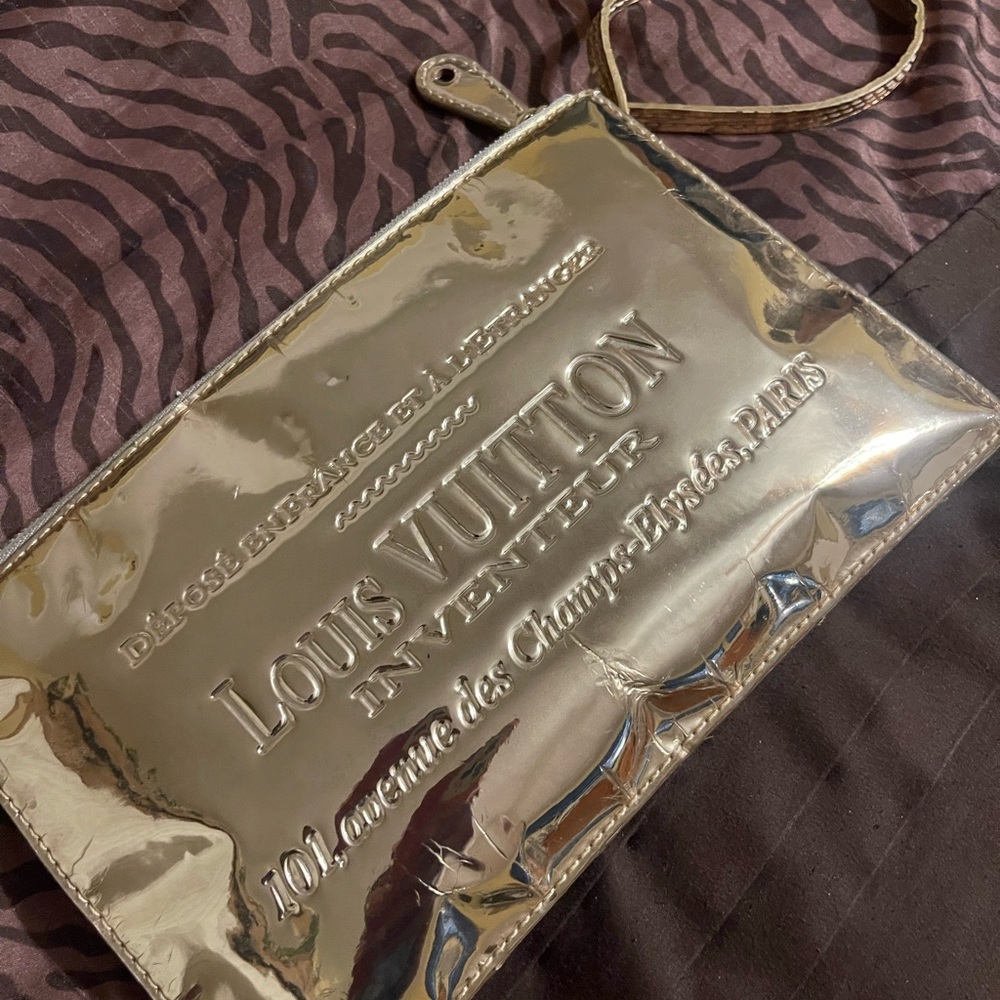 DÉPOSÉ EN FRANCE ET À L'ÉTRANGER
LOUIS VUITTON
INVENTEUR
101, avenue des Champs-Elysées, PARIS